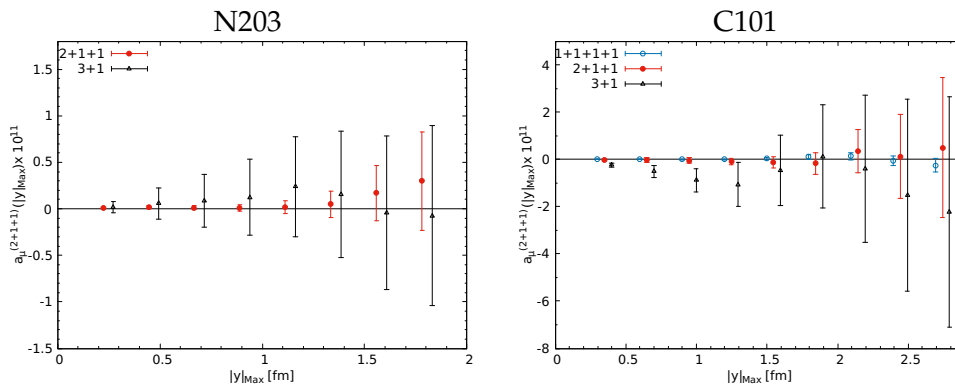 N203
2+1+1
3+1
1.5
1
0.5
0
-0.5
-1
-1.5
0 0.5 1 1.5 2
a_μ^(2+1+1)(|y|_Max) x 10^11
|y|_Max [fm]
C101
1+1+1+1
2+1+1
3+1
4
2
0
-2
-4
-6
-8
0 0.5 1 1.5 2 2.5
a_μ^(2+1+1)(|y|_Max) x 10^11
|y|_Max [fm]